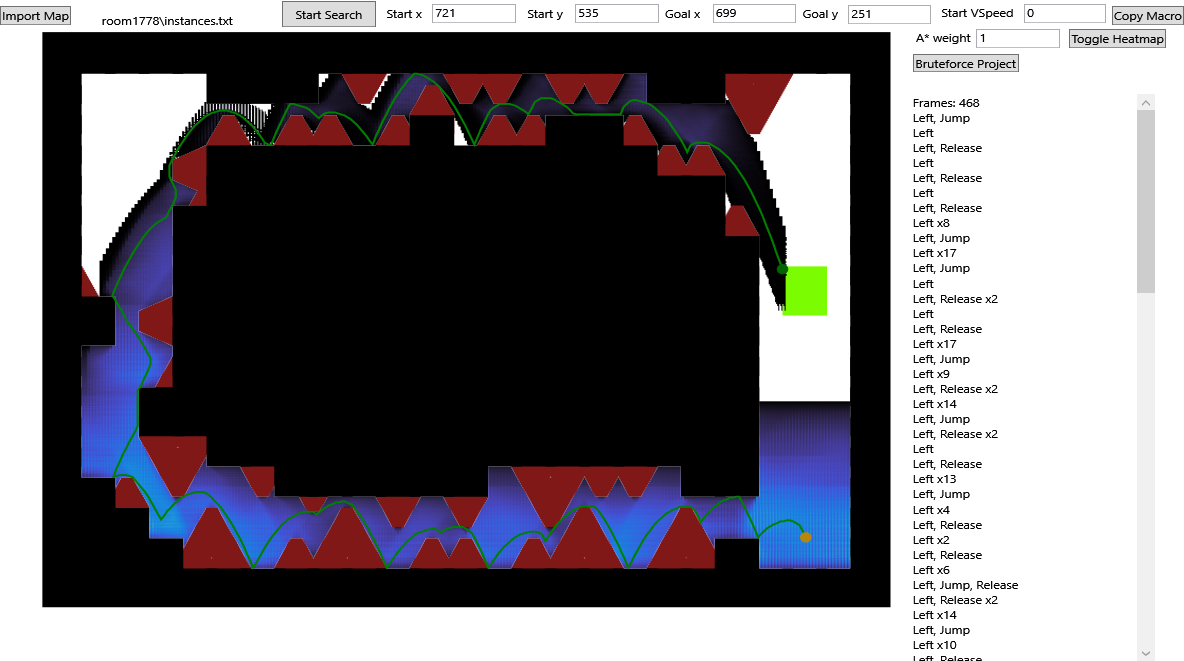 Import Map room1778\instances.txt Start Search Start x 721 Start y 535 Goal x 699 Goal y 251 Start VSpeed 0 Copy Macro
A* weight 1 Toggle Heatmap
Bruteforce Project
Frames: 468
Left, Jump
Left
Left, Release
Left
Left, Release
Left
Left, Release
Left x8
Left, Jump
Left x17
Left, Jump
Left
Left, Release x2
Left
Left, Release
Left x17
Left, Jump
Left x9
Left, Release x2
Left x14
Left, Jump
Left, Release x2
Left
Left, Release
Left x13
Left, Jump
Left x4
Left, Release
Left x2
Left, Release
Left x6
Left, Jump, Release
Left, Release x2
Left x14
Left, Jump
Left x10
Left, Release